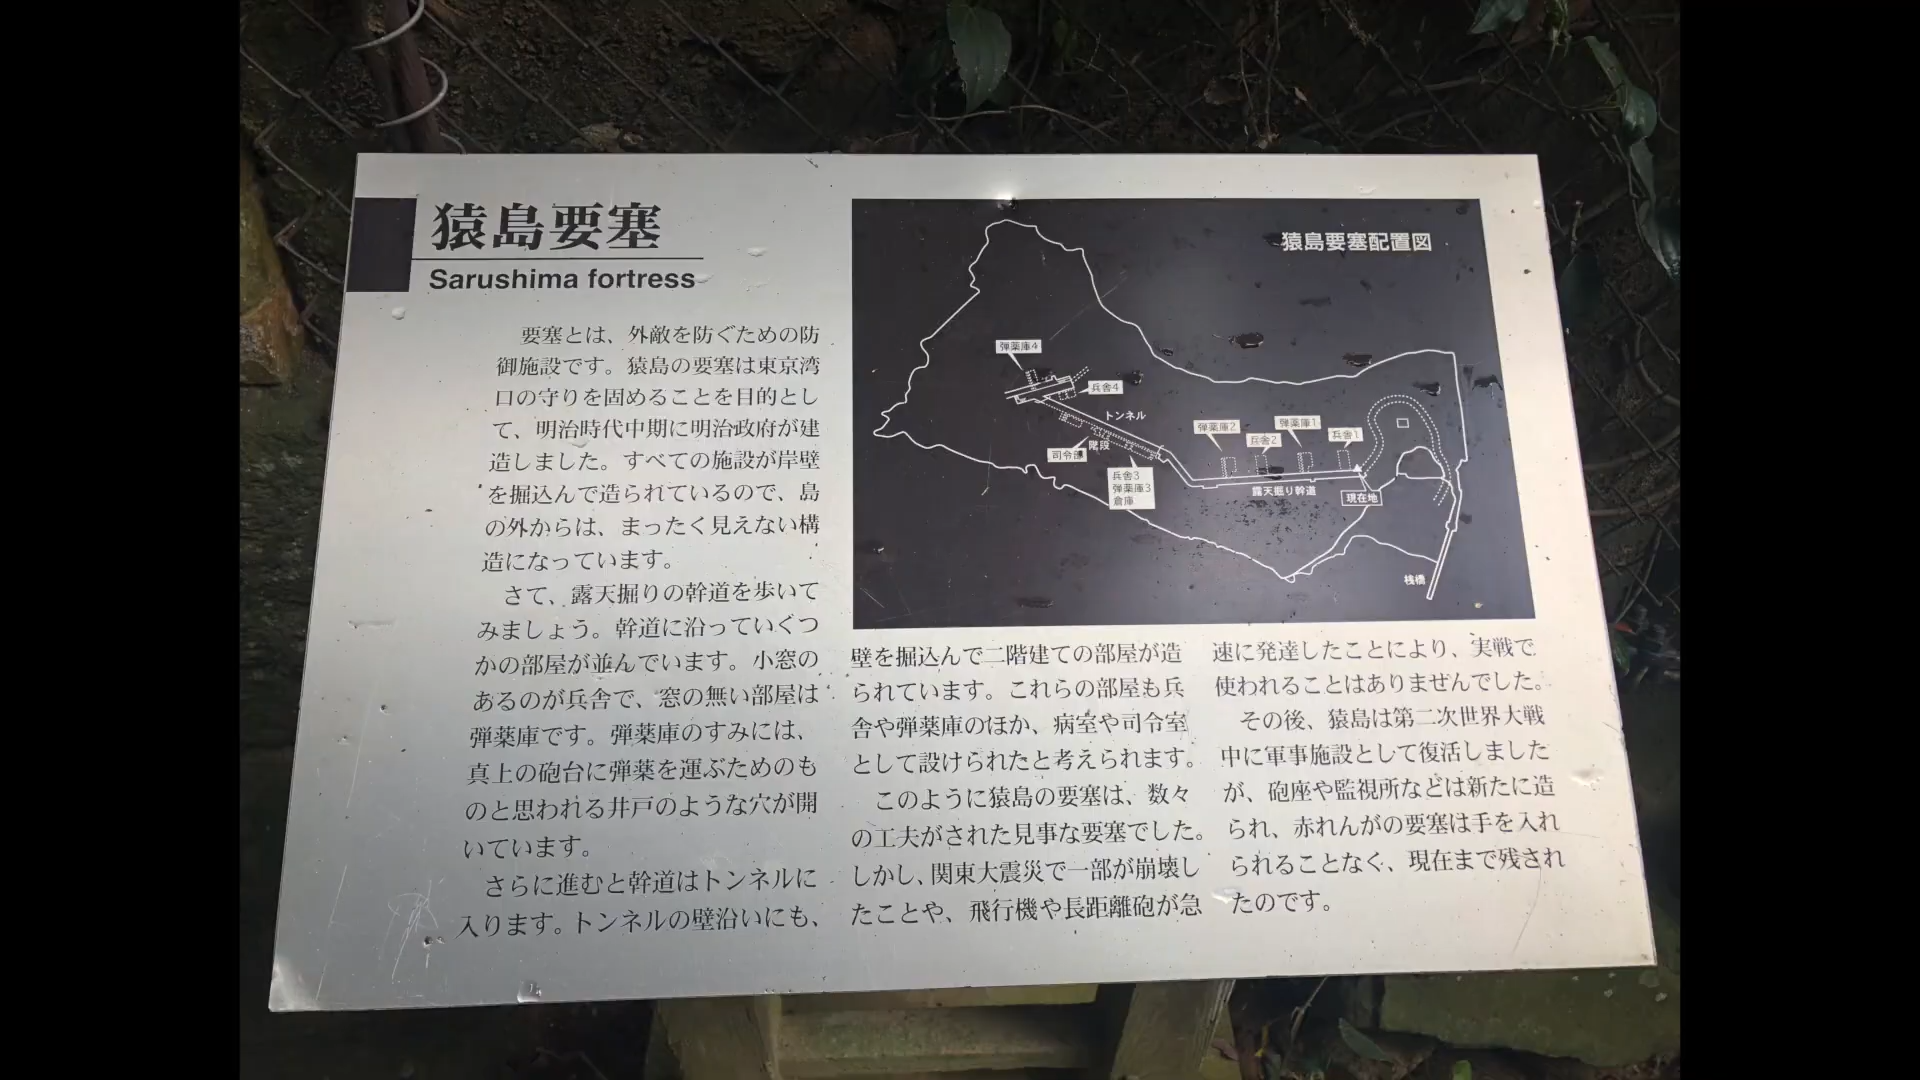 猿島要塞
Sarushima fortress
要塞とは、外敵を防ぐための防
御施設です。猿島の要塞は東京湾
口の守りを固めることを目的とし
て、明治時代中期に明治政府が建
造しました。すべての施設が岸壁
を掘込んで造られているので、島
の外からは、まったく見えない構
造になっています。
さて、露天掘りの幹道を歩いて
みましょう。幹道に沿っていくつ
かの部屋が並んでいます。小窓の
あるのが兵舎で、窓の無い部屋は
弾薬庫です。弾薬庫のすみには、
真上の砲台に弾薬を運ぶためのも
のと思われる井戸のような穴が開
いています。
さらに進むと幹道はトンネルに
入ります。トンネルの壁沿いにも、
壁を掘込んで二階建ての部屋が造
られています。これらの部屋も兵
舎や弾薬庫のほか、病室や司令室
として設けられたと考えられます。
このように猿島の要塞は、数々
の工夫がされた見事な要塞でした。
しかし、関東大震災で一部が崩壊し
たことや、飛行機や長距離砲が急
速に発達したことにより、実戦で
使われることはありませんでした。
その後、猿島は第二次世界大戦
中に軍事施設として復活しました
が、砲座や監視所などは新たに造
られ、赤れんがの要塞は手を入れ
られることなく、現在まで残され
たのです。
猿島要塞配置図
弾薬庫4
兵舎4
トンネル
司令部
階段
兵舎3
弾薬庫3
倉庫
弾薬庫2
兵舎2
弾薬庫1
兵舎1
露天掘り幹道
現在地
桟橋